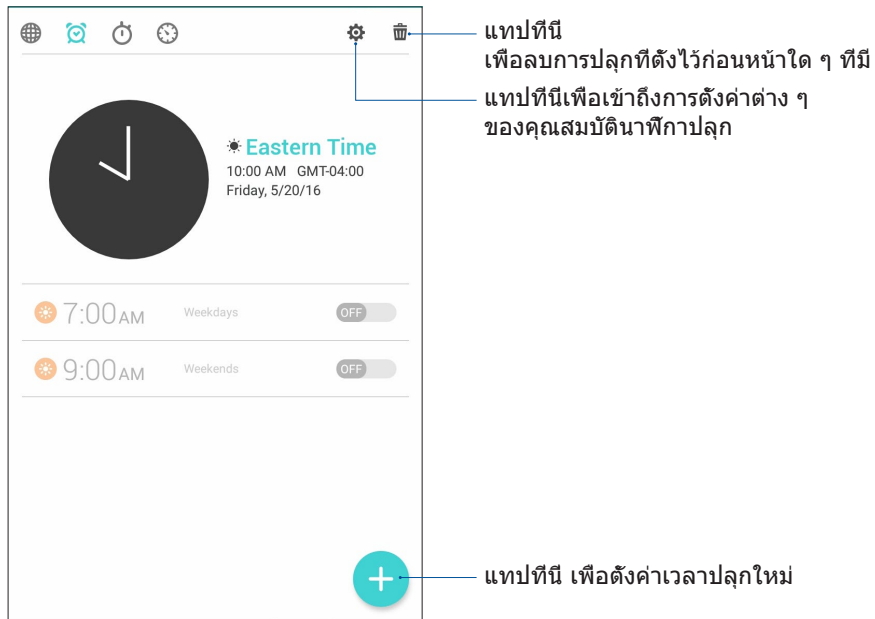 แทปทีนี
เพือลบการปลุกทีตังไว้ก่อนหน้าใด ๆ ทีมี
แทปทีนีเพือเข้าถึงการตังค่าต่าง ๆ
ของคุณสมบัตินาฬิกาปลุก
Eastern Time
10:00 AM GMT-04:00
Friday, 5/20/16
7:00 AM Weekdays OFF
9:00 AM Weekends OFF
แทปทีนี เพือตังค่าเวลาปลุกใหม่